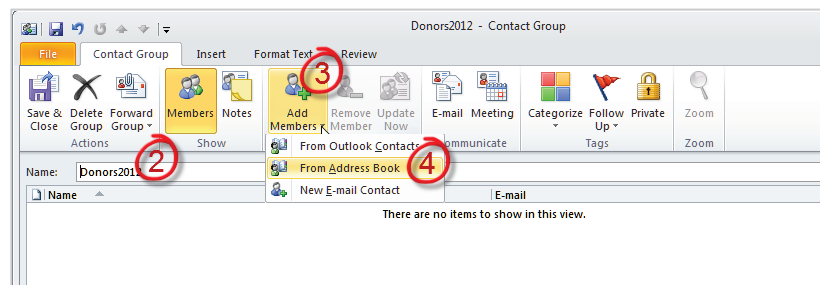 Donors2012 - Contact Group
File Contact Group Insert Format Text Review
3
Save & Close Delete Group Forward Group Members Notes Add Members Remove Member Update Now E-mail Meeting Categorize Follow Up Private Zoom
Actions Show Communicate Tags Zoom
2
From Outlook Contacts
Name: Donors2012 From Address Book 4
New E-mail Contact
Name E-mail
There are no items to show in this view.